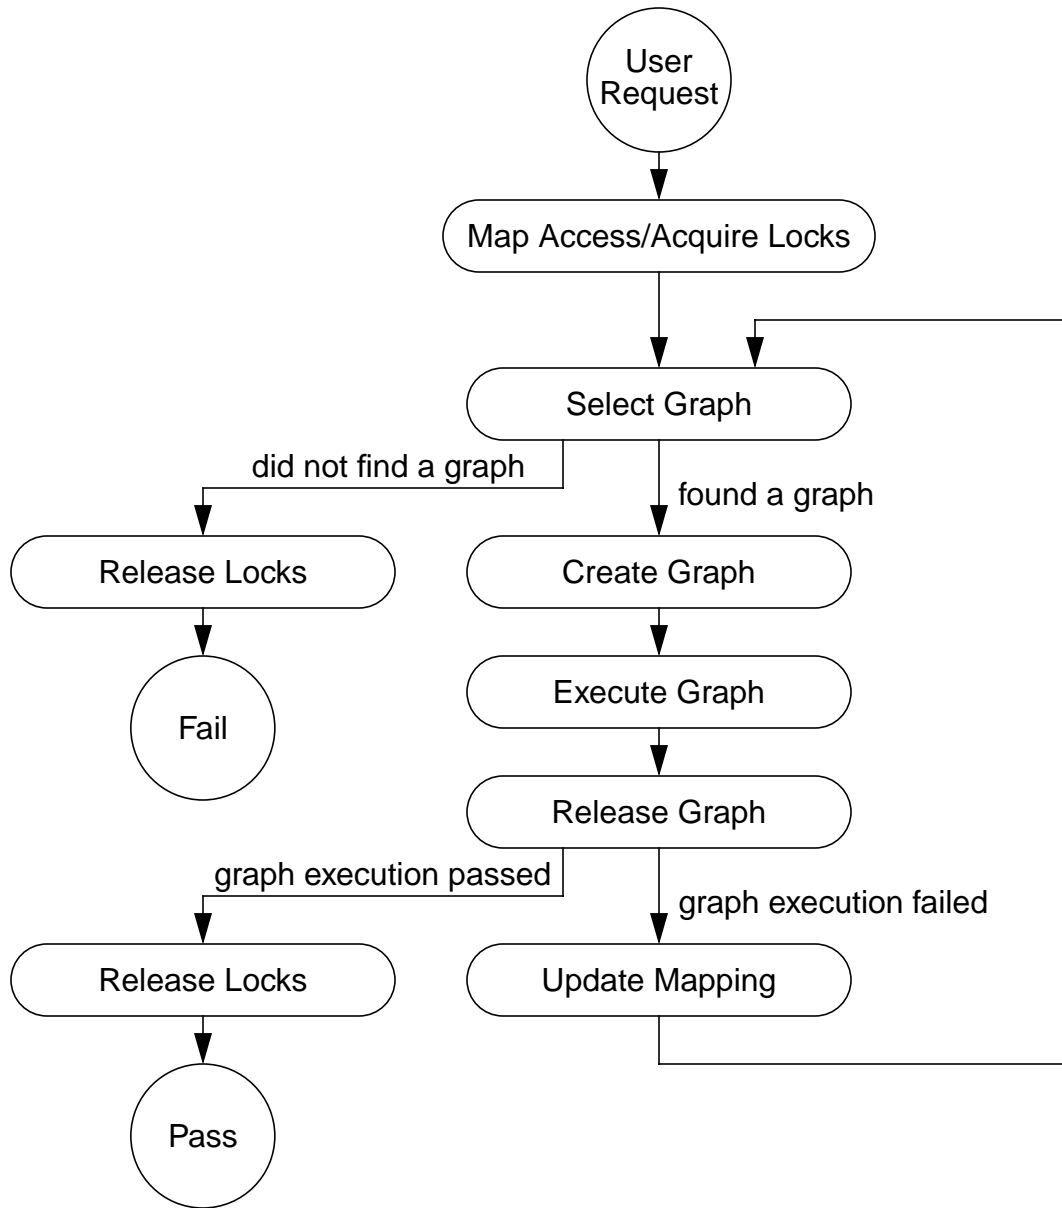 User
Request
Map Access/Acquire Locks
Select Graph
did not find a graph
found a graph
Release Locks
Create Graph
Execute Graph
Fail
Release Graph
graph execution passed
graph execution failed
Release Locks
Update Mapping
Pass